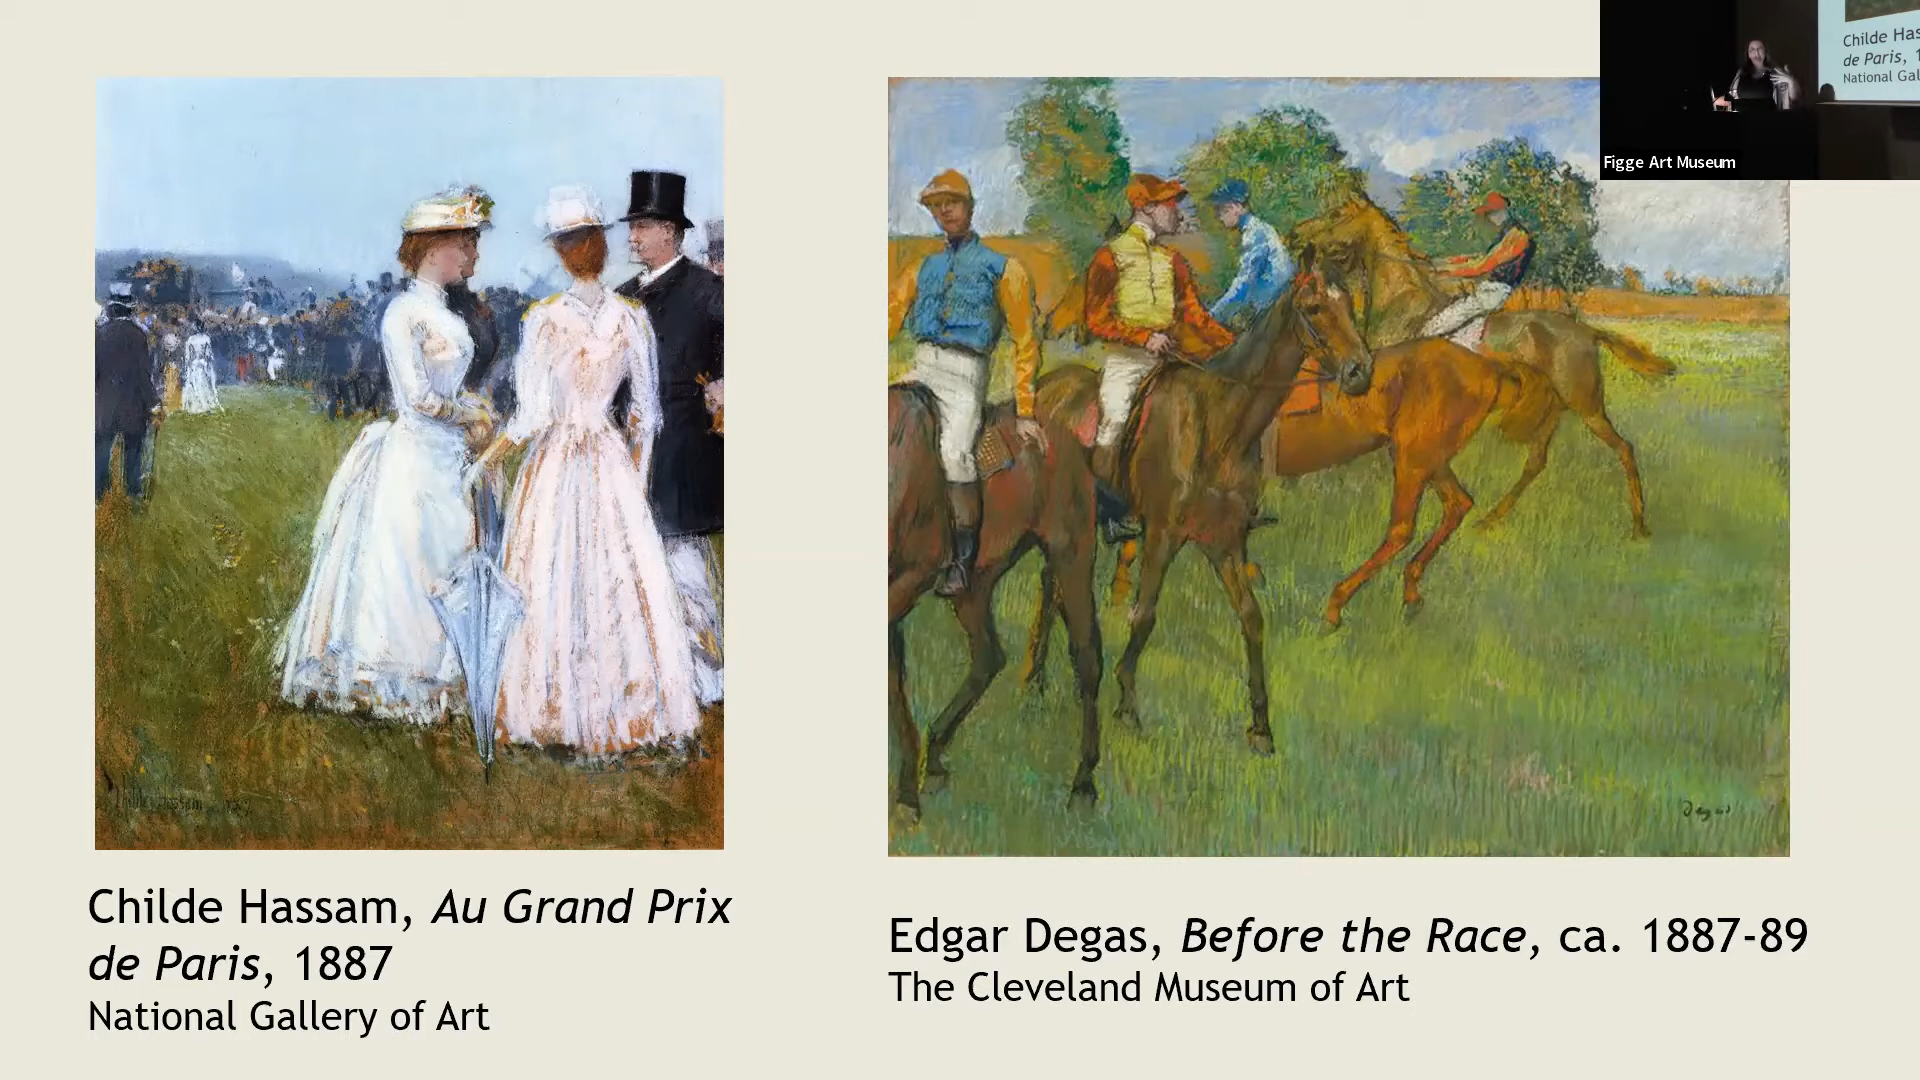 Childe Hassam, Au Grand Prix
de Paris, 1887
National Gallery of Art
Edgar Degas, Before the Race, ca. 1887-89
The Cleveland Museum of Art
Degas
Childe Has
de Paris, 1
National Gal
Figge Art Museum